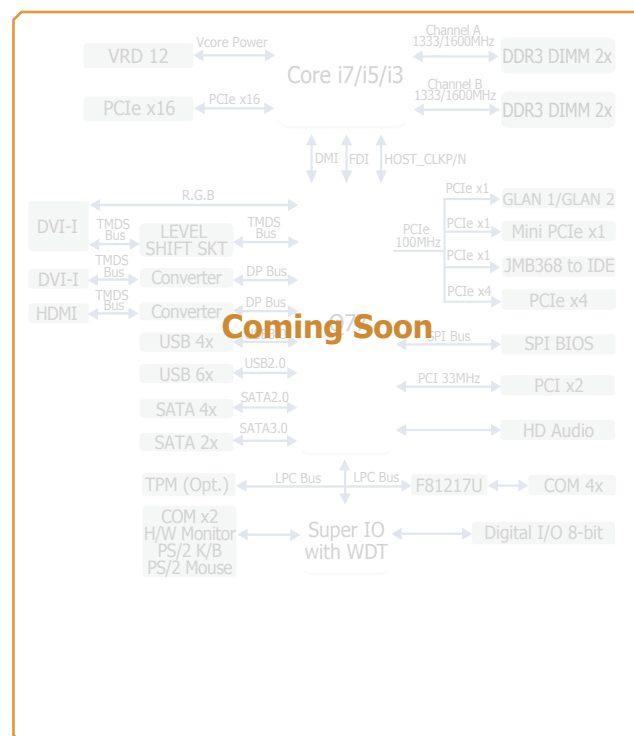 Vcore Power
VRD 12
Core i7/i5/i3
Channel A
1333/1600MHz
DDR3 DIMM 2x
PCIe x16
PCIe x16
Channel B
1333/1600MHz
DDR3 DIMM 2x
DMI
FDI
HOST_CLKP/N
R.G.B
DVI-I
TMDS
Bus
LEVEL
SHIFT SKT
TMDS
Bus
DVI-I
TMDS
Bus
Converter
DP Bus
HDMI
TMDS
Bus
Converter
DP Bus
PCIe
100MHz
PCIe x1
GLAN 1/GLAN 2
PCIe x1
Mini PCIe x1
PCIe x1
JMB368 to IDE
PCIe x4
PCIe x4
Coming Soon
USB 4x
SPI Bus
SPI BIOS
USB 6x
USB2.0
PCI 33MHz
PCI x2
SATA 4x
SATA2.0
HD Audio
SATA 2x
SATA3.0
TPM (Opt.)
LPC Bus
LPC Bus
F81217U
COM 4x
COM x2
H/W Monitor
PS/2 K/B
PS/2 Mouse
Super IO
with WDT
Digital I/O 8-bit